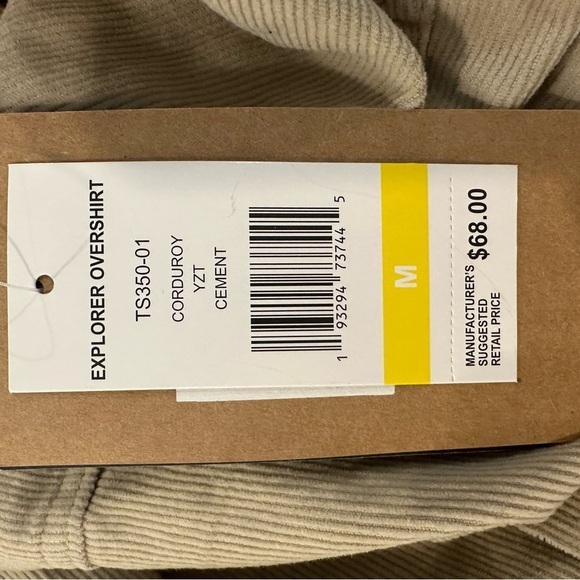 EXPLORER OVERSHIRT
TS350-01
CORDUROY
YZT
CEMENT
1 93294 73744 5
M
MANUFACTURER'S
SUGGESTED
RETAIL PRICE
$68.00